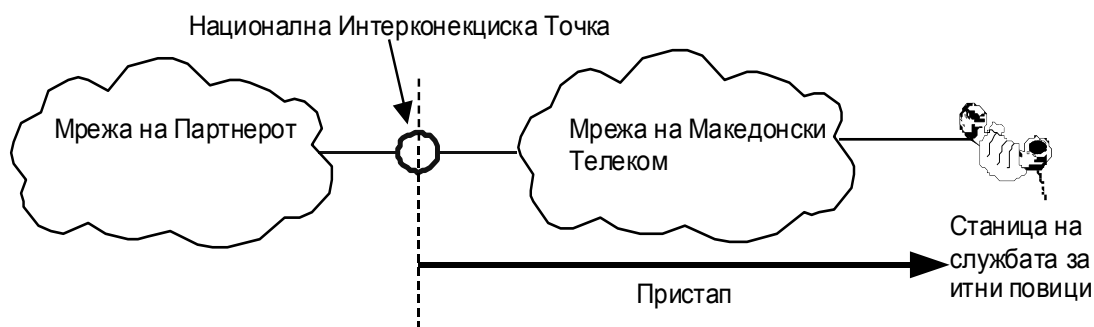 Национална Интерконекциска Точка
Мрежа на Партнерот
Мрежа на Македонски
Телеком
Станица на
службата за
итни повици
Пристап